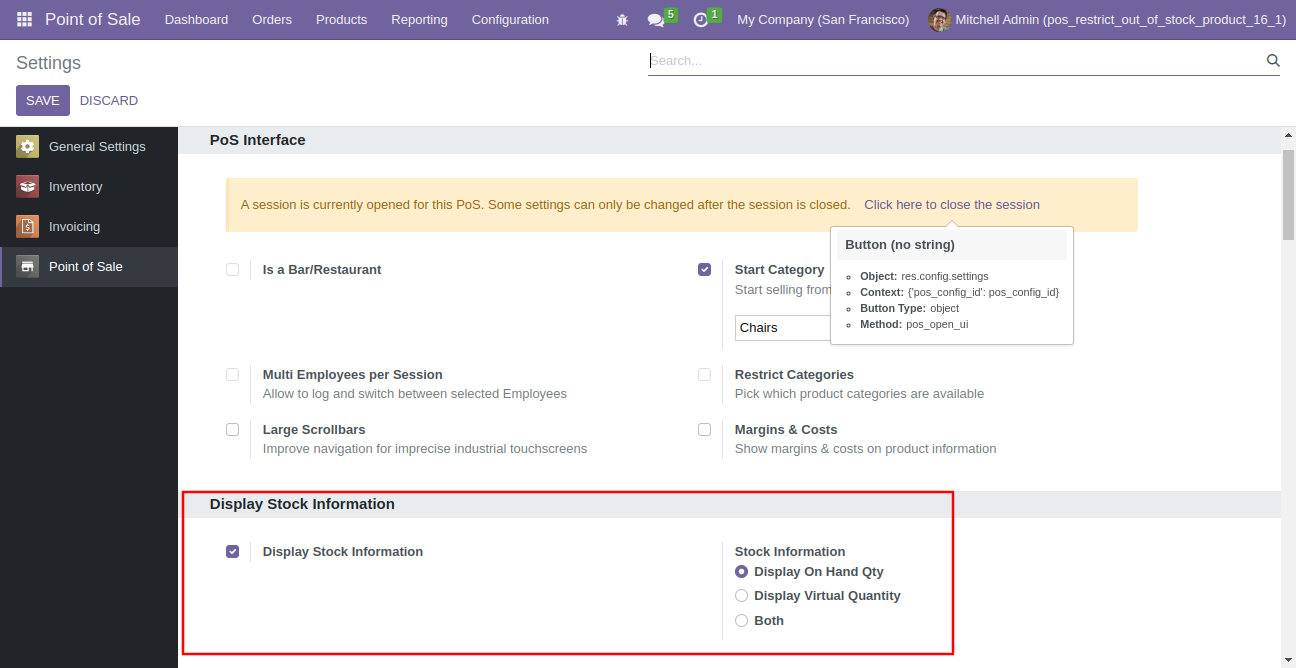 Point of Sale Dashboard Orders Products Reporting Configuration 5 1 My Company (San Francisco) Mitchell Admin (pos_restrict_out_of_stock_product_16_1)
Settings
Search...
SAVE DISCARD
General Settings
Inventory
Invoicing
Point of Sale
PoS Interface
A session is currently opened for this PoS. Some settings can only be changed after the session is closed. Click here to close the session
Button (no string)
Object: res.config.settings
Context: {'pos_config_id': pos_config_id}
Button Type: object
Method: pos_open_ui
Is a Bar/Restaurant
Start Category
Start selling from
Chairs
Multi Employees per Session
Allow to log and switch between selected Employees
Restrict Categories
Pick which product categories are available
Large Scrollbars
Improve navigation for imprecise industrial touchscreens
Margins & Costs
Show margins & costs on product information
Display Stock Information
Display Stock Information
Stock Information
Display On Hand Qty
Display Virtual Quantity
Both